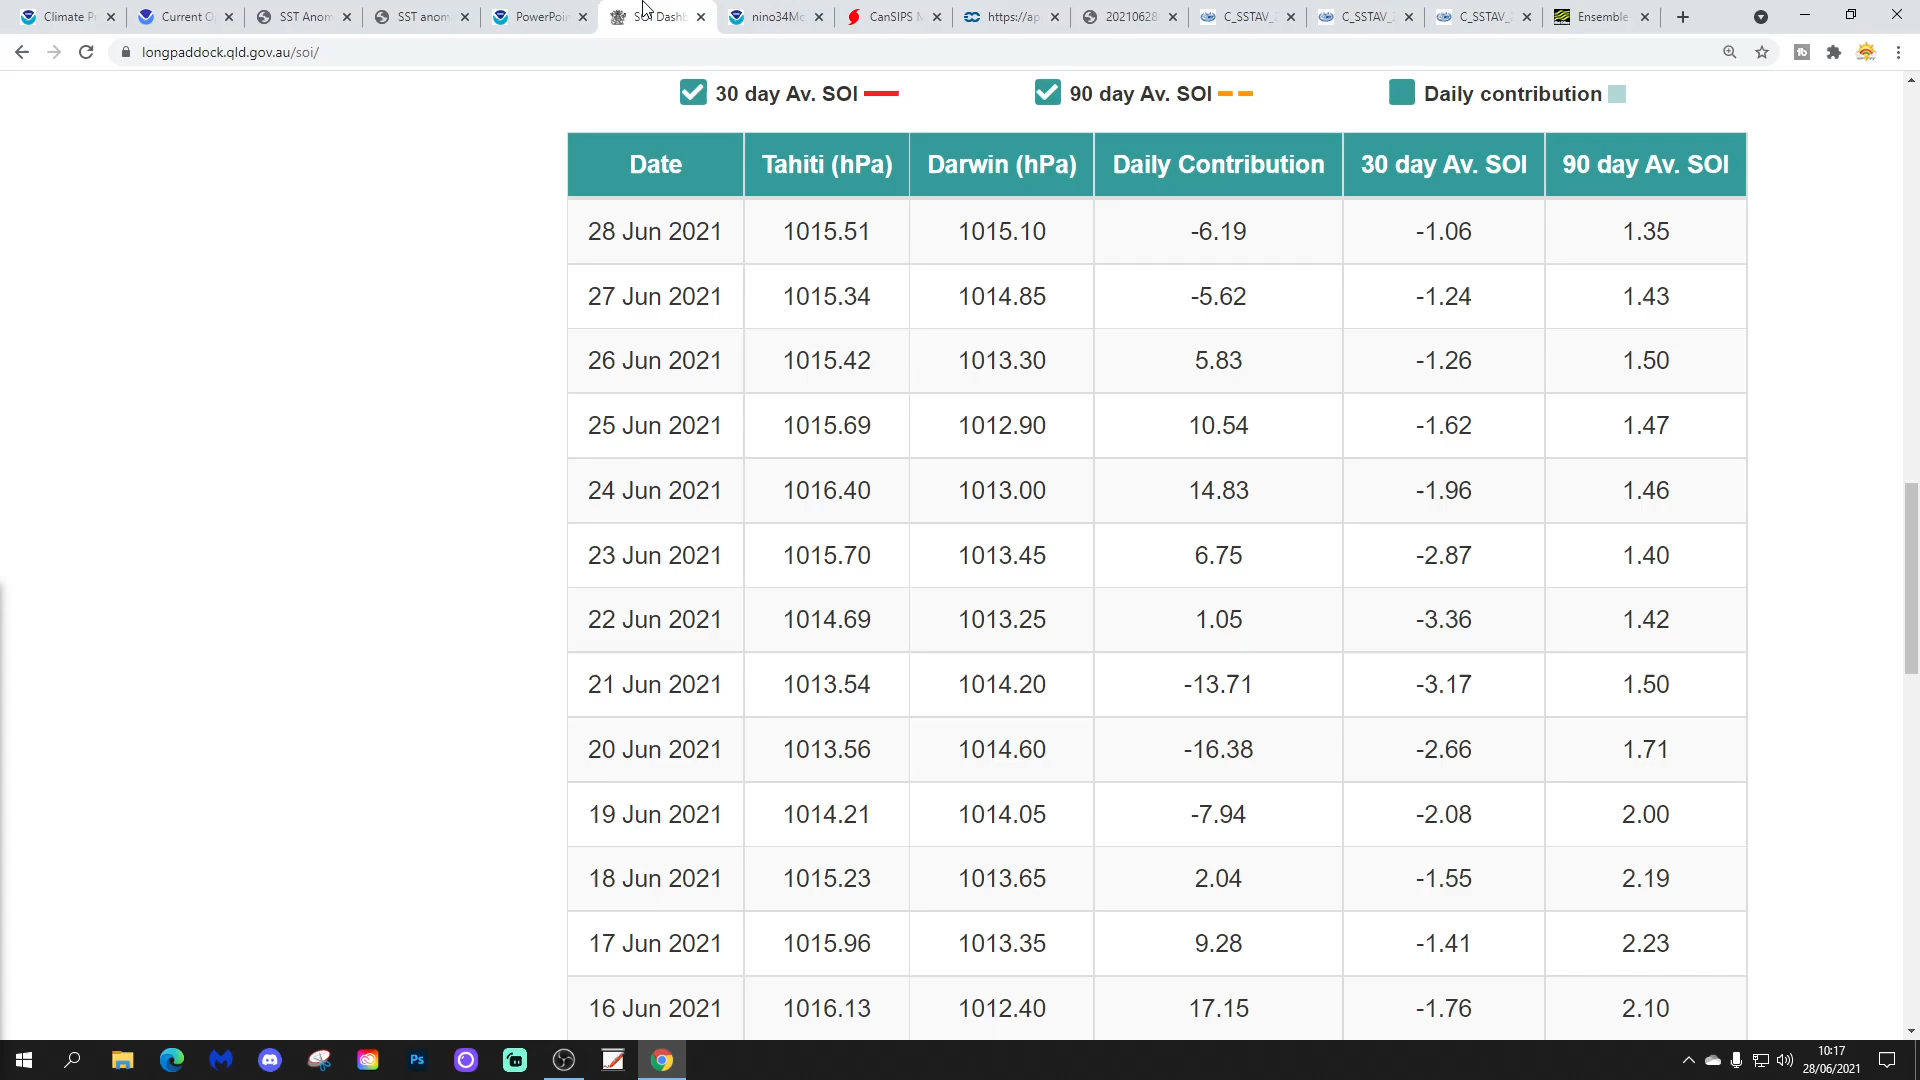 Climate P
Current O
SST Anom
SST anom
PowerPoin
Dashb
nino34Mo
CanSIPS
https://ap
20210628
C_SSTAV_
C_SSTAV_
C_SSTAV_
Ensemble
longpaddock.qld.gov.au/soi/
30 day Av. SOI
90 day Av. SOI
Daily contribution
Date Tahiti (hPa) Darwin (hPa) Daily Contribution 30 day Av. SOI 90 day Av. SOI
28 Jun 2021 1015.51 1015.10 -6.19 -1.06 1.35
27 Jun 2021 1015.34 1014.85 -5.62 -1.24 1.43
26 Jun 2021 1015.42 1013.30 5.83 -1.26 1.50
25 Jun 2021 1015.69 1012.90 10.54 -1.62 1.47
24 Jun 2021 1016.40 1013.00 14.83 -1.96 1.46
23 Jun 2021 1015.70 1013.45 6.75 -2.87 1.40
22 Jun 2021 1014.69 1013.25 1.05 -3.36 1.42
21 Jun 2021 1013.54 1014.20 -13.71 -3.17 1.50
20 Jun 2021 1013.56 1014.60 -16.38 -2.66 1.71
19 Jun 2021 1014.21 1014.05 -7.94 -2.08 2.00
18 Jun 2021 1015.23 1013.65 2.04 -1.55 2.19
17 Jun 2021 1015.96 1013.35 9.28 -1.41 2.23
16 Jun 2021 1016.13 1012.40 17.15 -1.76 2.10
Ps
10:17
28/06/2021